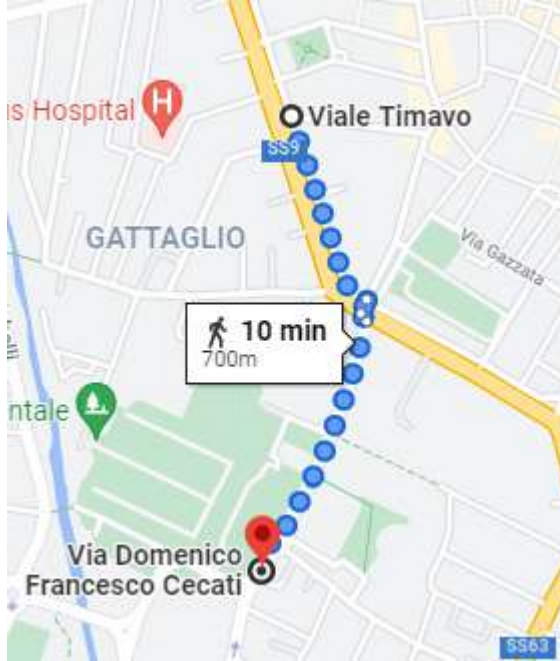 s Hospital
H
Viale Timavo
SS9
GATTAGLIO
Via Gazzata
10 min
700m
ntale
Via Domenico
Francesco Cecati
SS63